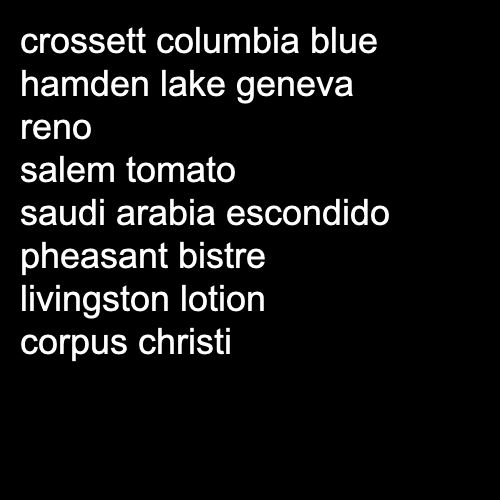 crossett columbia blue
hamden lake geneva
reno
salem tomato
saudi arabia escondido
pheasant bistre
livingston lotion
corpus christi